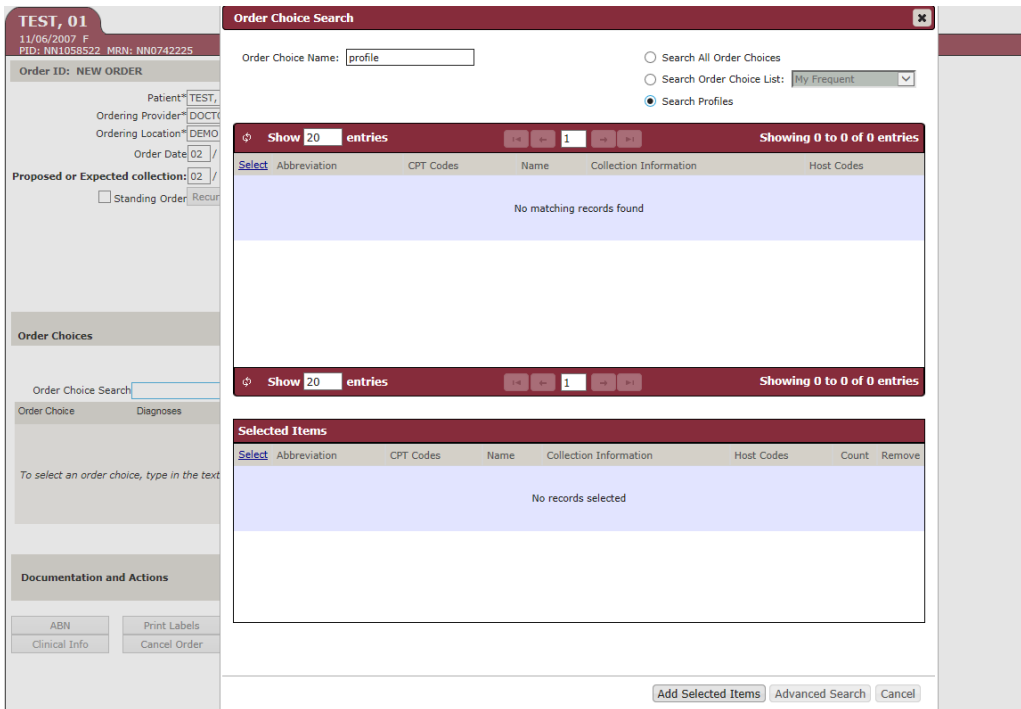 TEST, 01
11/06/2007 F
PID: NN1058522 MRN: NN0742225
Order ID: NEW ORDER
Patient* TEST,
Ordering Provider* DOCTO
Ordering Location* DEMO
Order Date 02 /
Proposed or Expected collection: 02 /
Standing Order Recur
Order Choices
Order Choice Search
Order Choice Diagnoses
To select an order choice, type in the text
Documentation and Actions
ABN Print Labels
Clinical Info Cancel Order
Order Choice Search
Order Choice Name: profile
Search All Order Choices
Search Order Choice List: My Frequent
Search Profiles
Show 20 entries 1 Showing 0 to 0 of 0 entries
Select Abbreviation CPT Codes Name Collection Information Host Codes
No matching records found
Show 20 entries 1 Showing 0 to 0 of 0 entries
Selected Items
Select Abbreviation CPT Codes Name Collection Information Host Codes Count Remove
No records selected
Add Selected Items Advanced Search Cancel